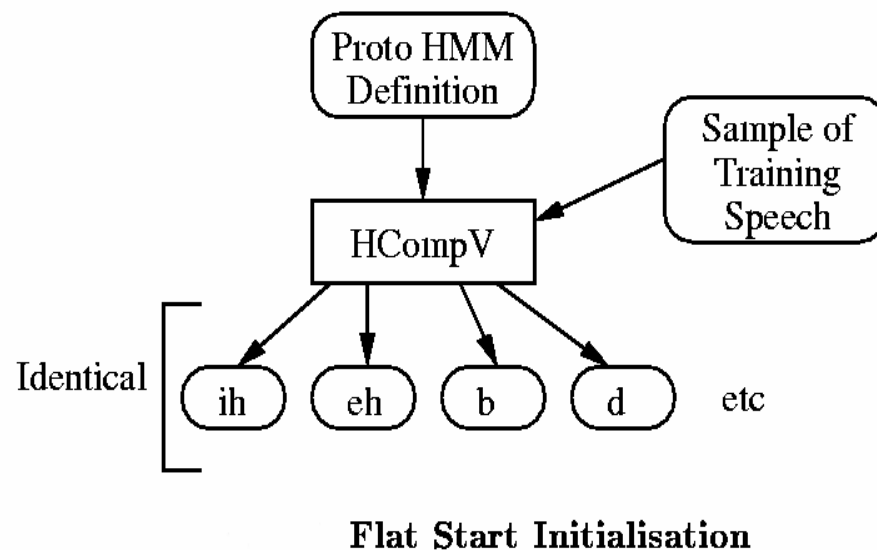 Proto HMM
Definition
Sample of
Training
Speech
HCompV
Identical
ih eh b d etc
Flat Start Initialisation